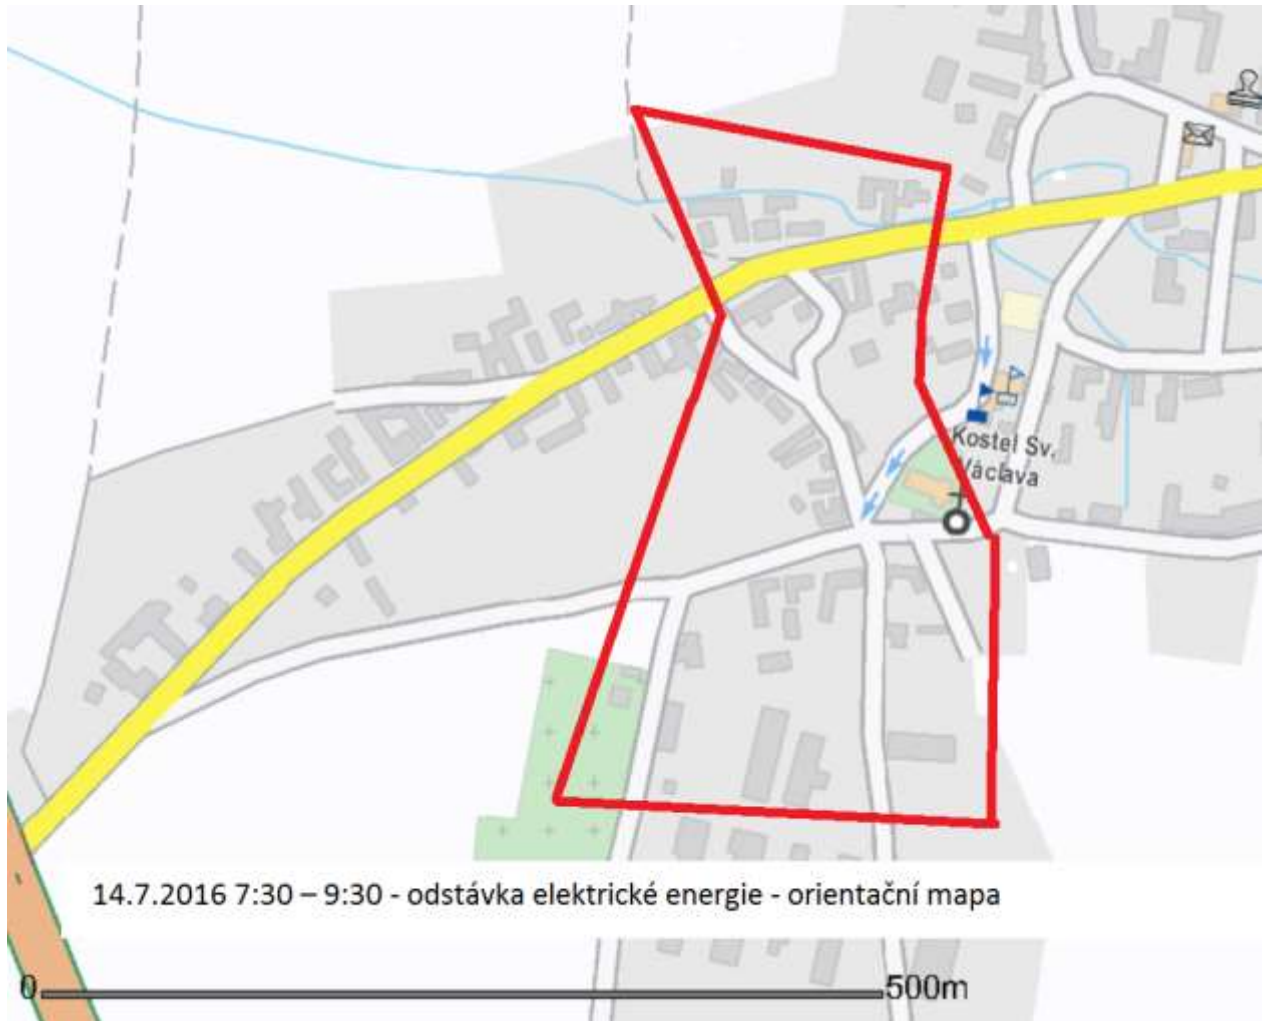 Kostel Sv.
Václava
14.7.2016 7:30 – 9:30 - odstávka elektrické energie - orientační mapa
0 500m